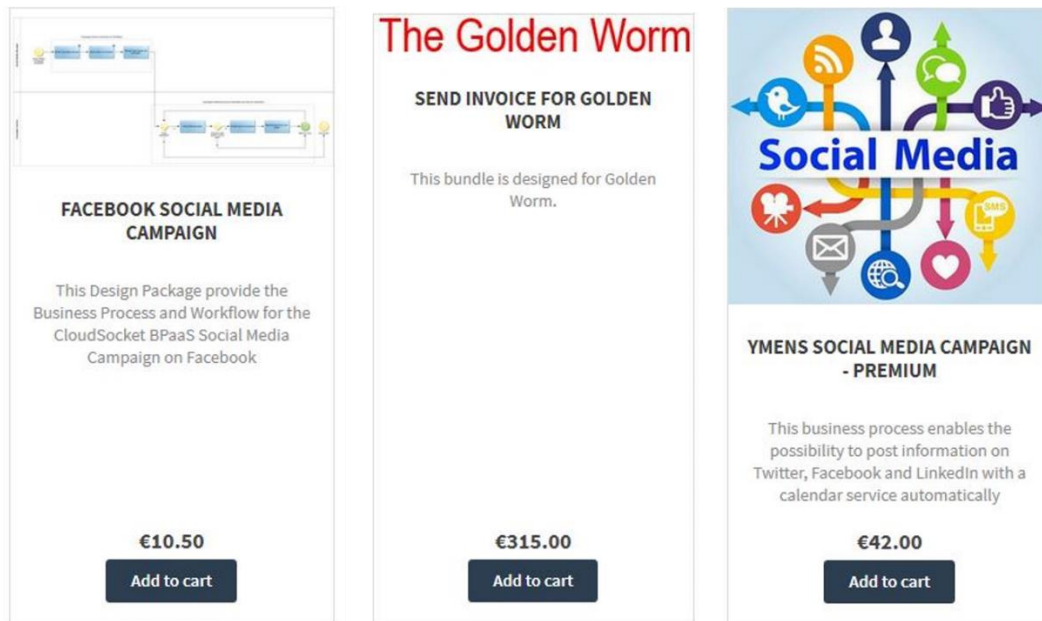 FACEBOOK SOCIAL MEDIA
CAMPAIGN
This Design Package provide the
Business Process and Workflow for the
CloudSocket BPaaS Social Media
Campaign on Facebook
€10.50
Add to cart
The Golden Worm
SEND INVOICE FOR GOLDEN
WORM
This bundle is designed for Golden
Worm.
€315.00
Add to cart
Social Media
SMS
YMENS SOCIAL MEDIA CAMPAIGN
- PREMIUM
This business process enables the
possibility to post information on
Twitter, Facebook and LinkedIn with a
calendar service automatically
€42.00
Add to cart